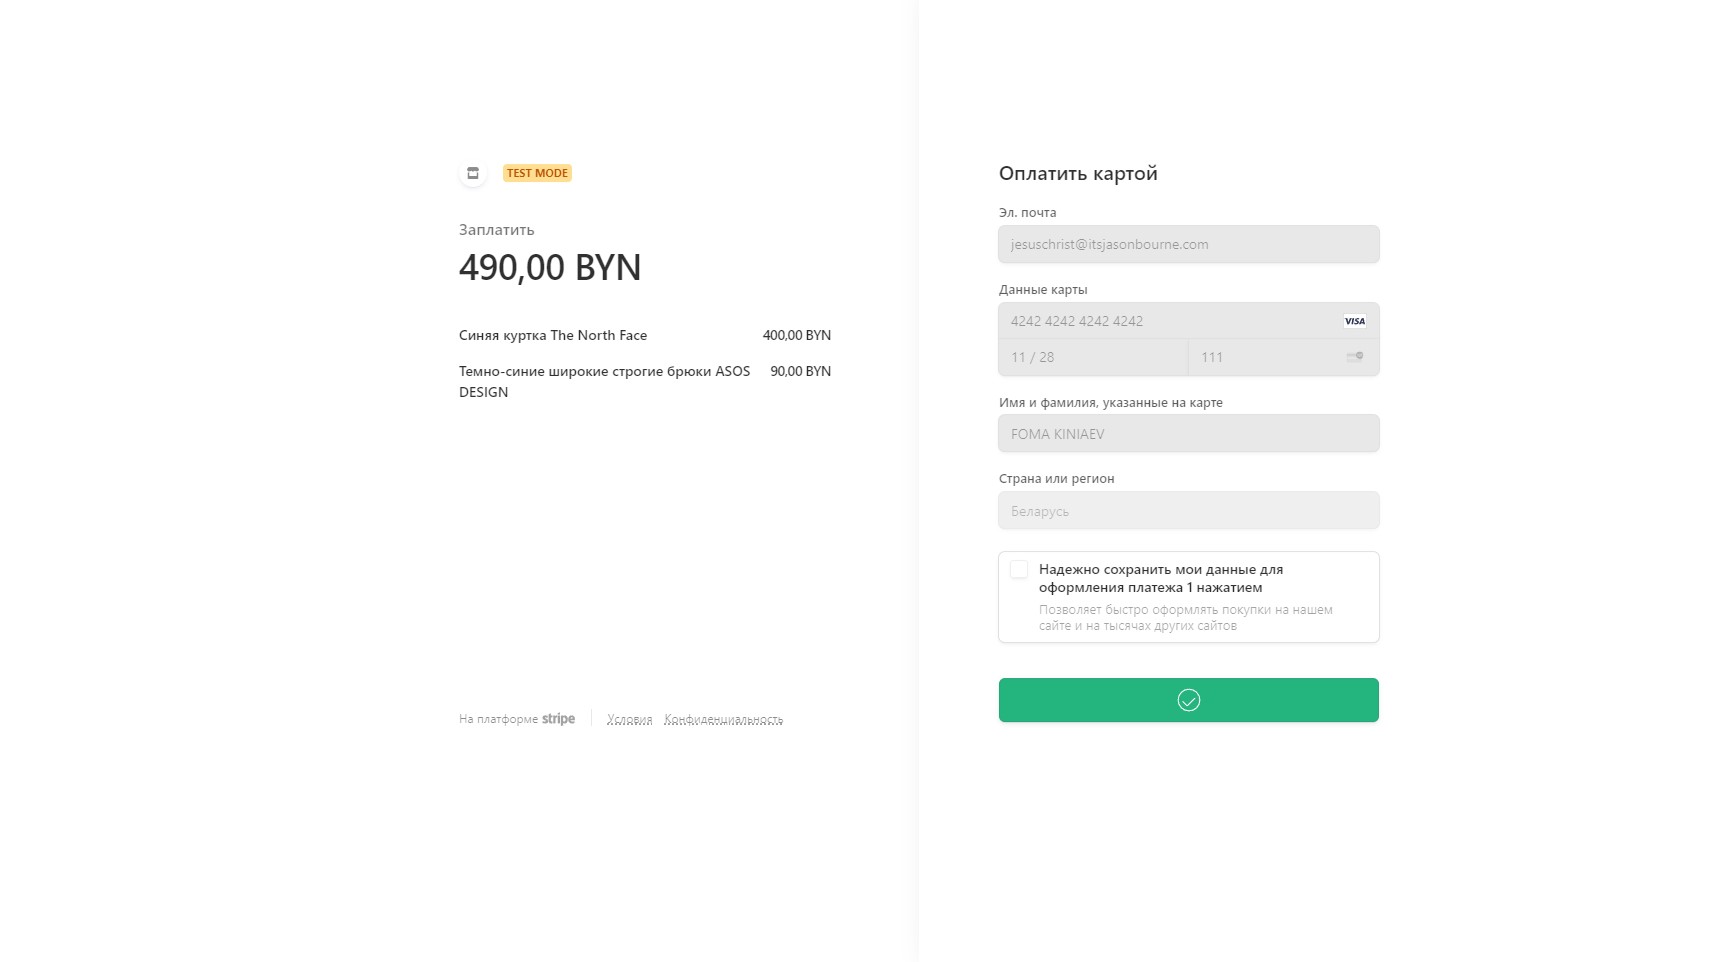 TEST MODE
Заплатить
490,00 BYN
Синяя куртка The North Face 400,00 BYN
Темно-синие широкие строгие брюки ASOS 90,00 BYN
DESIGN
На платформе stripe Условия Конфиденциальность
Оплатить картой
Эл. почта
jesuschrist@itsjasonbourne.com
Данные карты
4242 4242 4242 4242 VISA
11 / 28 111
Имя и фамилия, указанные на карте
FOMA KINIAEV
Страна или регион
Беларусь
Надежно сохранить мои данные для
оформления платежа 1 нажатием
Позволяет быстро оформлять покупки на нашем
сайте и на тысячах других сайтов